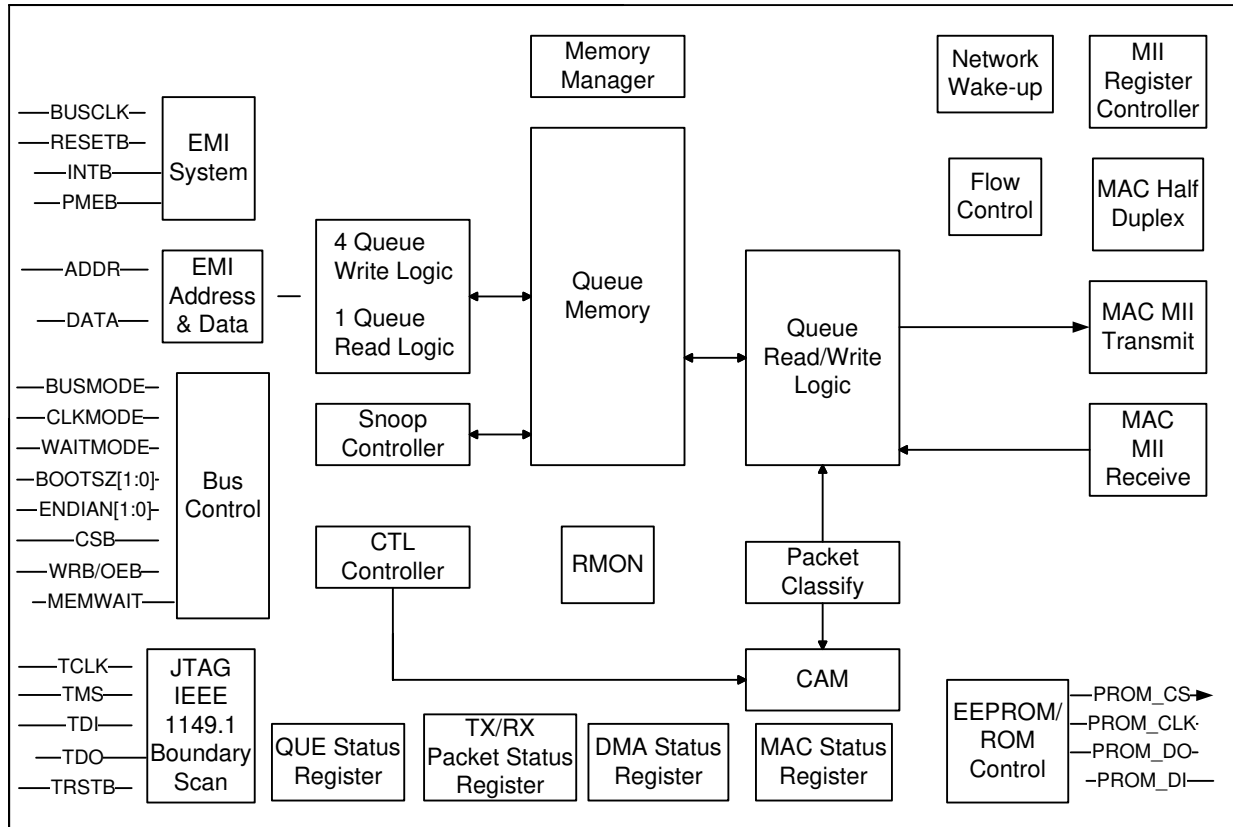 Memory
Manager
Network
Wake-up
MII
Register
Controller
BUSCLK
RESETB
INTB
PMEB
EMI
System
Flow
Control
MAC Half
Duplex
ADDR
DATA
EMI
Address
& Data
4 Queue
Write Logic
1 Queue
Read Logic
Queue
Memory
Queue
Read/Write
Logic
MAC MII
Transmit
BUSMODE
CLKMODE
WAITMODE
BOOTSZ[1:0]
ENDIAN[1:0]
CSB
WRB/OEB
MEMWAIT
Bus
Control
Snoop
Controller
MAC
MII
Receive
CTL
Controller
RMON
Packet
Classify
TCLK
TMS
TDI
TDO
TRSTB
JTAG
IEEE
1149.1
Boundary
Scan
CAM
QUE Status
Register
TX/RX
Packet Status
Register
DMA Status
Register
MAC Status
Register
EEPROM/
ROM
Control
PROM_CS
PROM_CLK
PROM_DO
PROM_DI